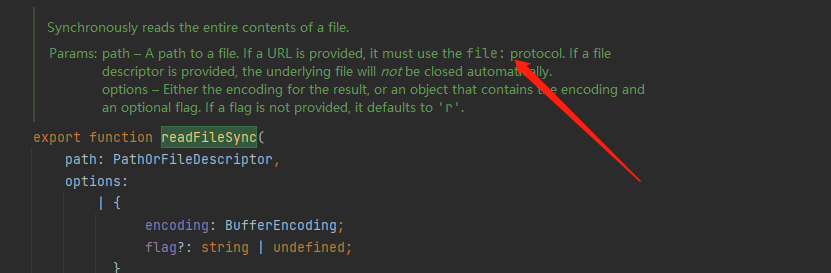 Synchronously reads the entire contents of a file.
Params: path – A path to a file. If a URL is provided, it must use the file: protocol. If a file
descriptor is provided, the underlying file will not be closed automatically.
options – Either the encoding for the result, or an object that contains the encoding and
an optional flag. If a flag is not provided, it defaults to 'r'.
export function readFileSync(
path: PathOrFileDescriptor,
options:
| {
encoding: BufferEncoding;
flag?: string | undefined;
}